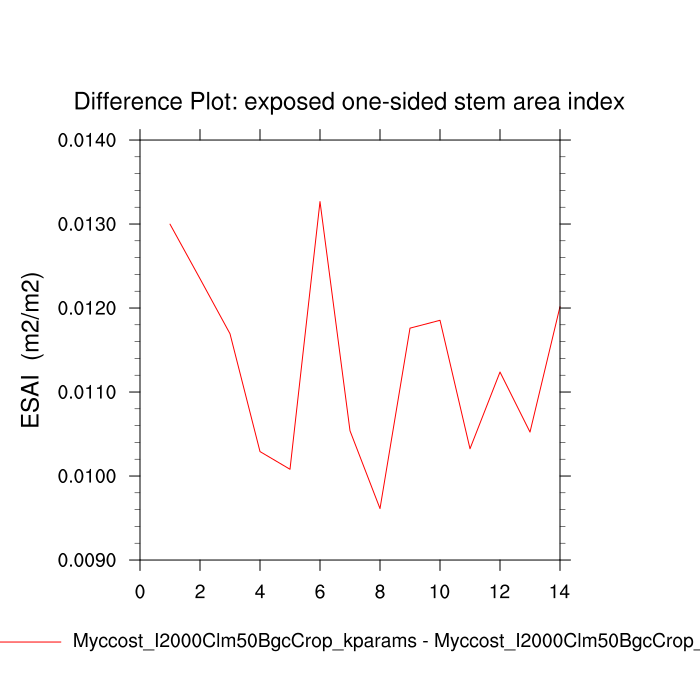 Difference Plot: exposed one-sided stem area index
0.0140
0.0130
0.0120
0.0110
0.0100
0.0090
ESAI (m2/m2)
0 2 4 6 8 10 12 14
Myccost_I2000Clm50BgcCrop_kparams - Myccost_I2000Clm50BgcCrop_